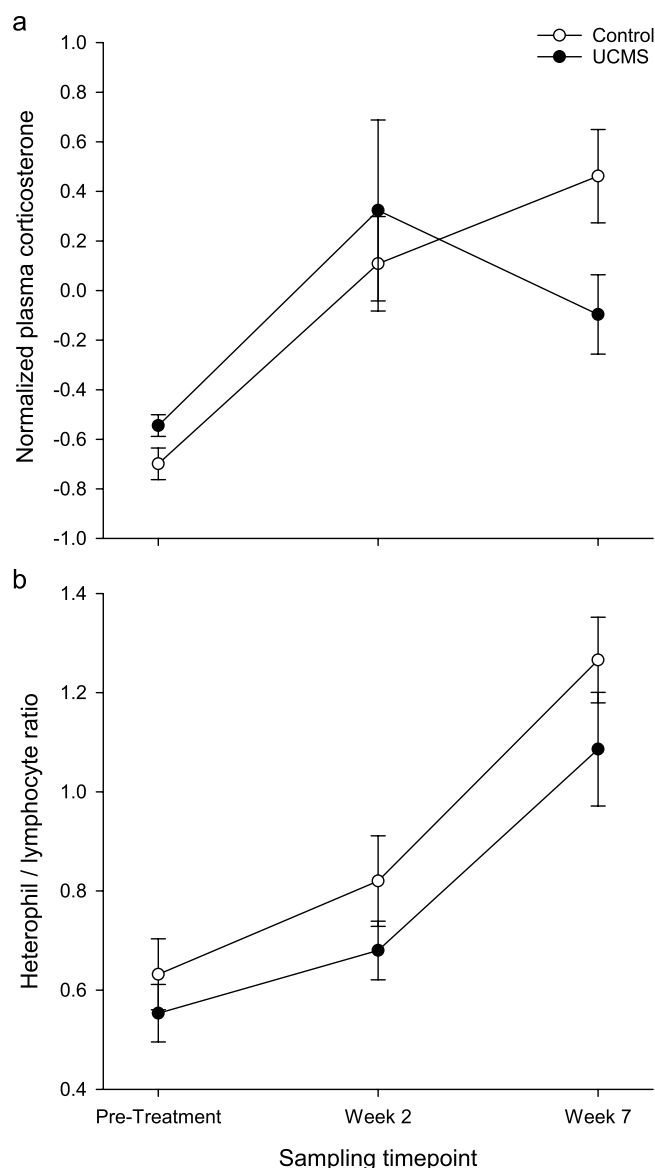 a
Control
UCMS
Normalized plasma corticosterone
1.0
0.8
0.6
0.4
0.2
0.0
-0.2
-0.4
-0.6
-0.8
-1.0
b
Heterophil / lymphocyte ratio
1.4
1.2
1.0
0.8
0.6
0.4
Pre-Treatment Week 2 Week 7
Sampling timepoint